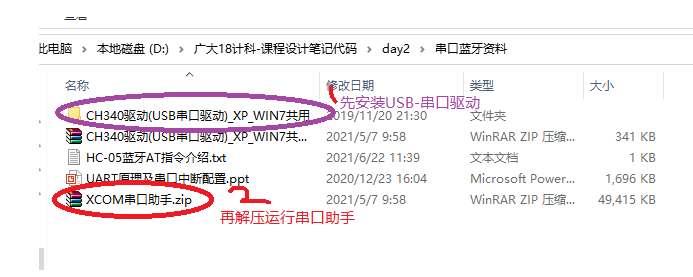 此电脑 > 本地磁盘 (D:) > 广大18计科-课程设计笔记代码 > day2 > 串口蓝牙资料
名称 修改日期 类型 大小
1 先安装USB-串口驱动
CH340驱动(USB串口驱动)_XP_WIN7共用 2019/11/20 21:30 文件夹
CH340驱动(USB串口驱动)_XP_WIN7共... 2021/5/7 9:58 WinRAR ZIP 压缩... 341 KB
HC-05蓝牙AT指令介绍.txt 2021/6/22 11:39 文本文档 1 KB
UART原理及串口中断配置.ppt 2020/12/23 16:04 Microsoft Power... 1,696 KB
XCOM串口助手.zip 2021/5/7 9:58 WinRAR ZIP 压缩... 49,415 KB
2 再解压运行串口助手